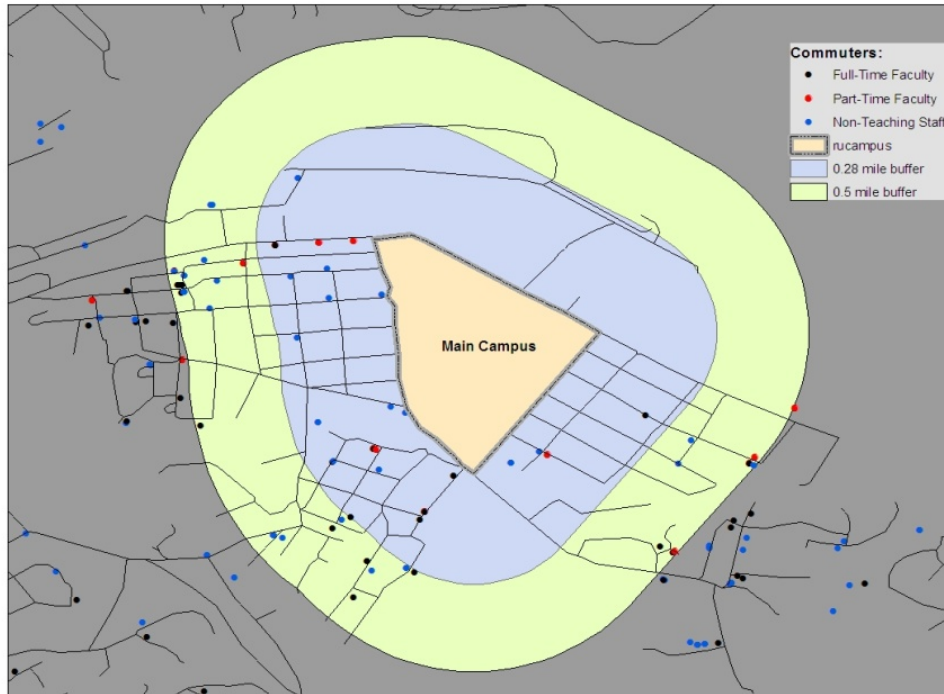 Commuters:
Full-Time Faculty
Part-Time Faculty
Non-Teaching Staff
rucampus
0.28 mile buffer
0.5 mile buffer
Main Campus